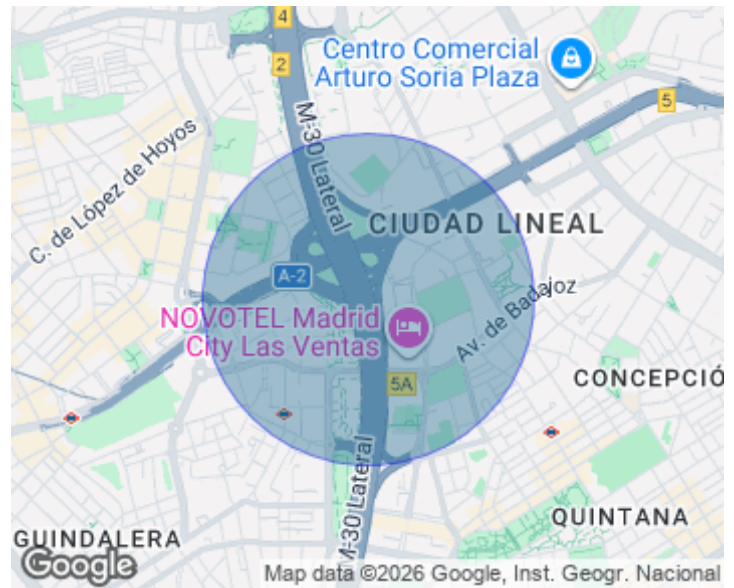 4
2
Centro Comercial
Arturo Soria Plaza
5
M-30 Lateral
C. de López de Hoyos
CIUDAD LINEAL
A-2
NOVOTEL Madrid
City Las Ventas
Av. de Badajoz
5A
CONCEPCIÓ
M-30 Lateral
QUINTANA
GUINDALERA
Google
Map data ©2026 Google, Inst. Geogr. Nacional